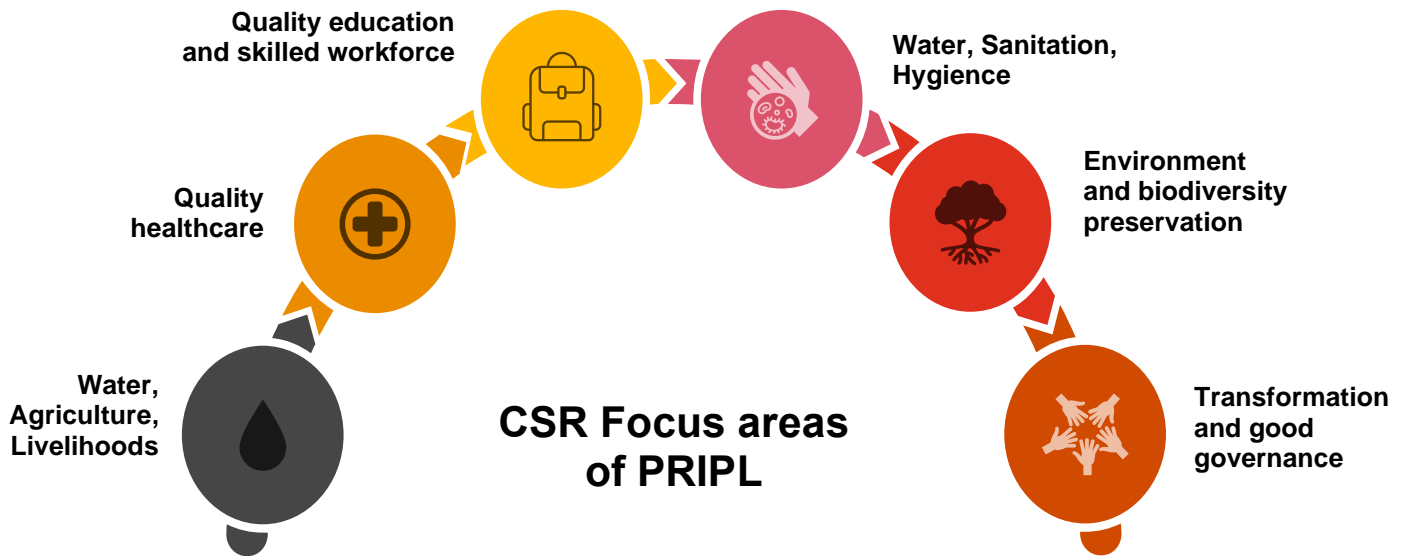 Quality education
and skilled workforce
Water, Sanitation,
Hygience
Quality
healthcare
Environment
and biodiversity
preservation
Water,
Agriculture,
Livelihoods
CSR Focus areas
of PRIPL
Transformation
and good
governance